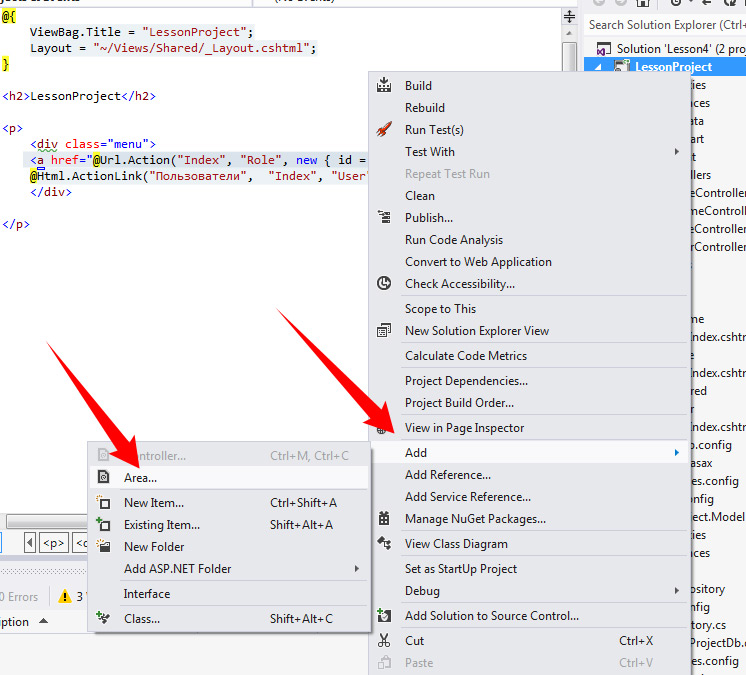 @{
ViewBag.Title = "LessonProject";
Layout = "~/Views/Shared/_Layout.cshtml";
}
<h2>LessonProject</h2>
<p>
<div class="menu">
<a href="@Url.Action("Index", "Role", new { id =
@Html.ActionLink("Пользователи", "Index", "User"
</div>
</p>
Search Solution Explorer (Ctrl+
Solution 'Lesson4' (2 proj
LessonProject
Build
Rebuild
Run Test(s)
Test With
Repeat Test Run
Clean
Publish...
Run Code Analysis
Convert to Web Application
Check Accessibility...
Scope to This
New Solution Explorer View
Calculate Code Metrics
Project Dependencies...
Project Build Order...
View in Page Inspector
Add
Add Reference...
Add Service Reference...
Manage NuGet Packages...
View Class Diagram
Set as StartUp Project
Debug
Add Solution to Source Control...
Cut Ctrl+X
Paste Ctrl+V
Ctrl+M, Ctrl+C
Area...
New Item... Ctrl+Shift+A
Existing Item... Shift+Alt+A
New Folder
Add ASP.NET Folder
Interface
Class... Shift+Alt+C
<p>
0 Errors 3